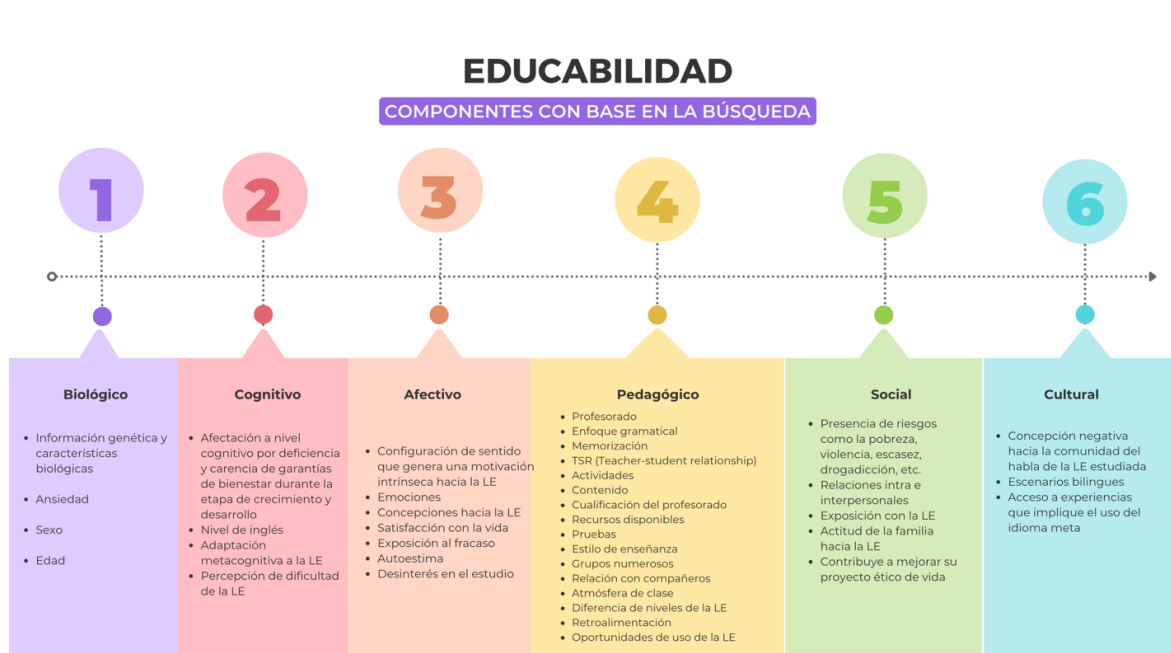 EDUCABILIDAD
COMPONENTES CON BASE EN LA BÚSQUEDA
1
2
3
4
5
6
Biológico
• Información genética y
características
biológicas
• Ansiedad
• Sexo
• Edad
Cognitivo
• Afectación a nivel
cognitivo por deficiencia
y carencia de garantías
de bienestar durante la
etapa de crecimiento y
desarrollo
• Nivel de inglés
• Adaptación
metacognitiva a la LE
• Percepción de dificultad
de la LE
Afectivo
• Configuración de sentido
que genera una motivación
intrínseca hacia la LE
• Emociones
• Concepciones hacia la LE
• Satisfacción con la vida
• Exposición al fracaso
• Autoestima
• Desinterés en el estudio
Pedagógico
• Profesorado
• Enfoque gramatical
• Memorización
• TSR (Teacher-student relationship)
• Actividades
• Contenido
• Cualificación del profesorado
• Recursos disponibles
• Pruebas
• Estilo de enseñanza
• Grupos numerosos
• Relación con compañeros
• Atmósfera de clase
• Diferencia de niveles de la LE
• Retroalimentación
• Oportunidades de uso de la LE
Social
• Presencia de riesgos
como la pobreza,
violencia, escasez,
drogadicción, etc.
• Relaciones intra e
interpersonales
• Exposición con la LE
• Actitud de la familia
hacia la LE
• Contribuye a mejorar su
proyecto ético de vida
Cultural
• Concepción negativa
hacia la comunidad del
habla de la LE estudiada
• Escenarios bilingues
• Acceso a experiencias
que implique el uso del
idioma meta